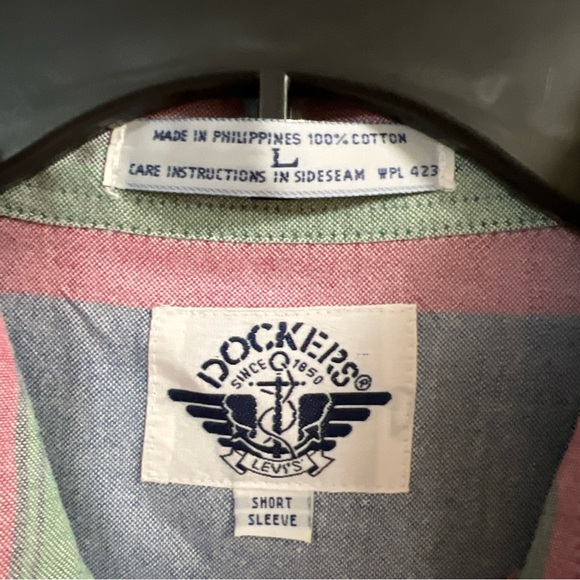 MADE IN PHILIPPINES 100% COTTON
L
CARE INSTRUCTIONS IN SIDESEAM WPL 423
DOCKERS®
SINCE 1850
LEVI'S
SHORT
SLEEVE